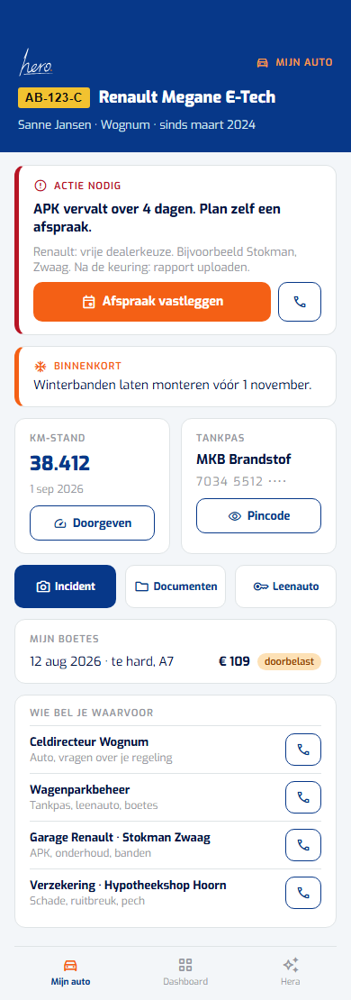 hero.
MIJN AUTO
AB-123-C Renault Megane E-Tech
Sanne Jansen · Wognum · sinds maart 2024
ACTIE NODIG
APK vervalt over 4 dagen. Plan zelf een
afspraak.
Renault: vrije dealerkeuze. Bijvoorbeeld Stokman,
Zwaag. Na de keuring: rapport uploaden.
Afspraak vastleggen
BINNENKORT
Winterbanden laten monteren vóór 1 november.
KM-STAND
38.412
1 sep 2026
Doorgeven
TANKPAS
MKB Brandstof
7034 5512 ····
Pincode
Incident
Documenten
Leenauto
MIJN BOETES
12 aug 2026 · te hard, A7 € 109 doorbelast
WIE BEL JE WAARVOOR
Celdirecteur Wognum
Auto, vragen over je regeling
Wagenparkbeheer
Tankpas, leenauto, boetes
Garage Renault · Stokman Zwaag
APK, onderhoud, banden
Verzekering · Hypotheekshop Hoorn
Schade, ruitbreuk, pech
Mijn auto
Dashboard
Hera